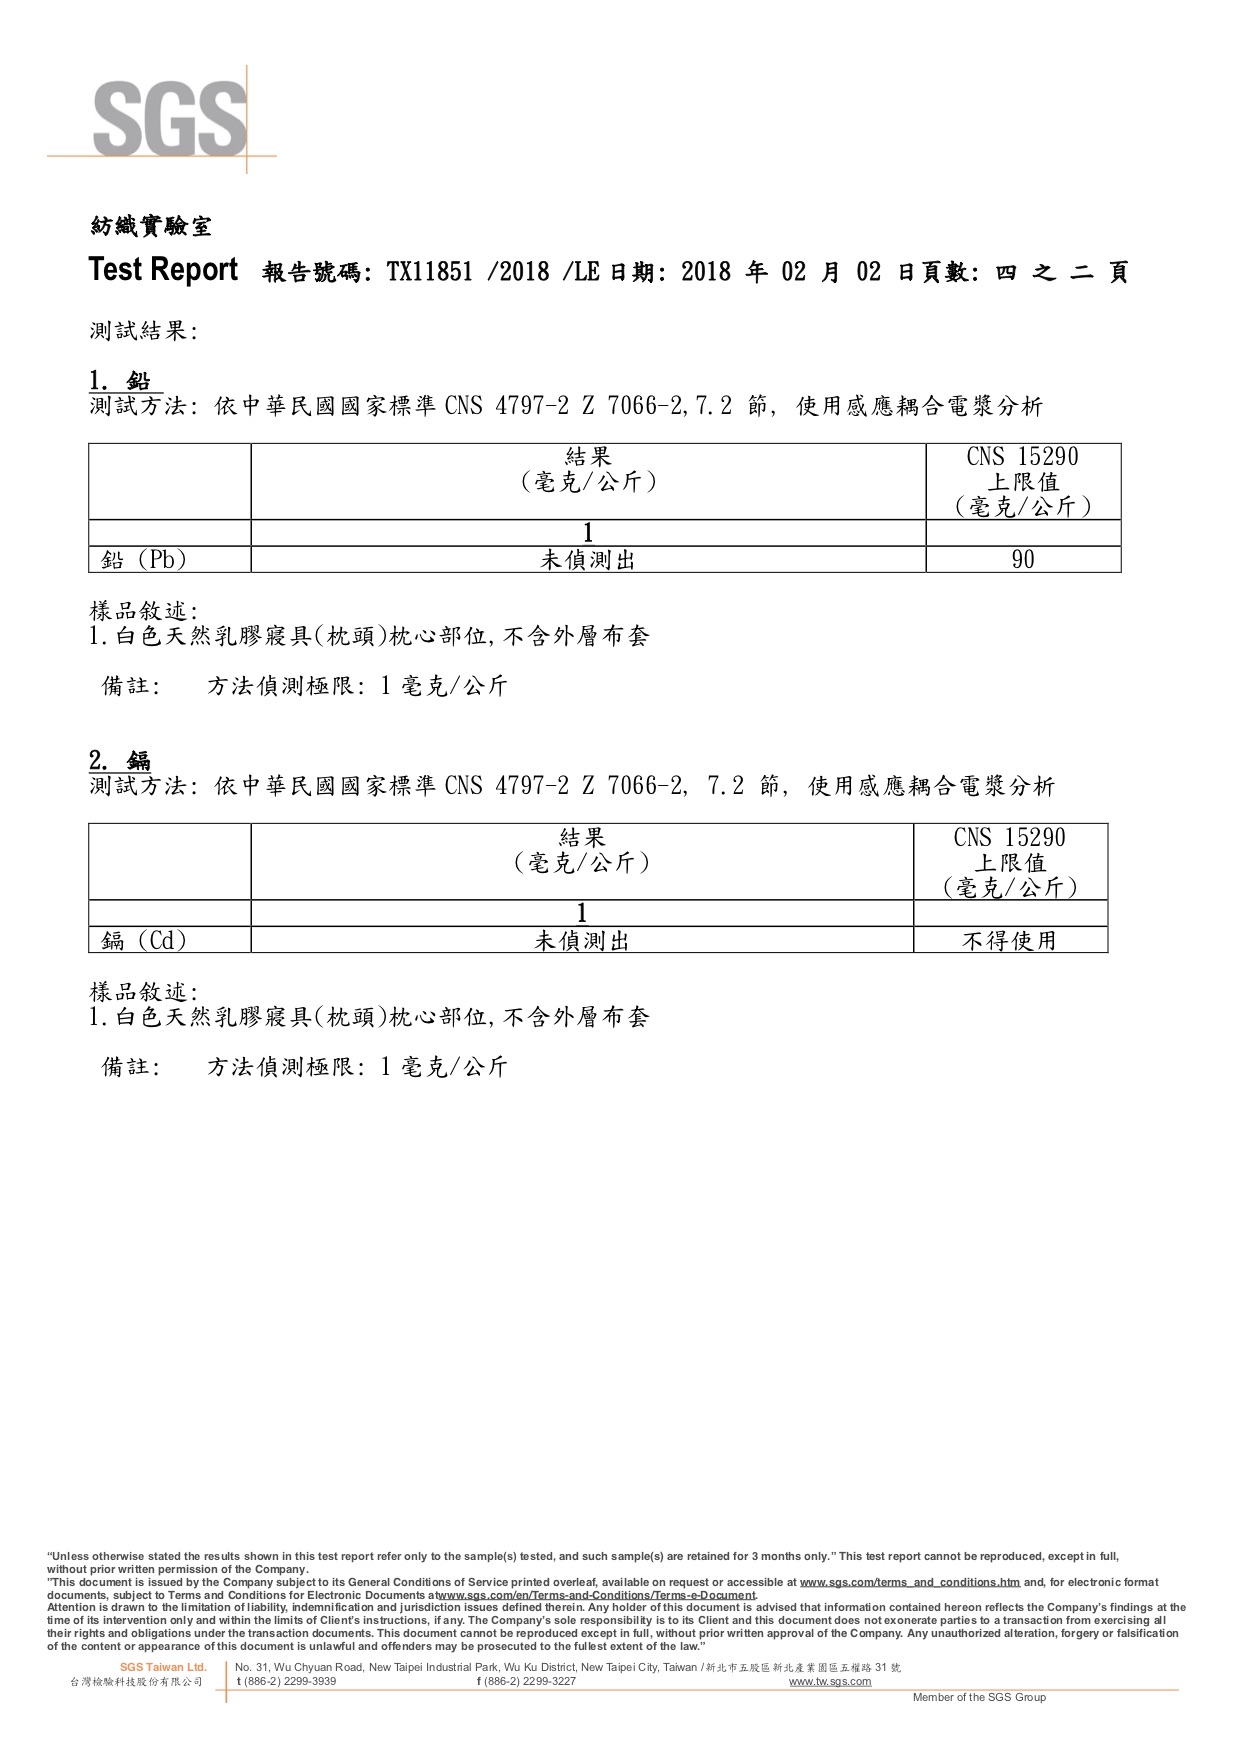 SGS
紡織實驗室
Test Report 報告號碼: TX11851 /2018 /LE 日期: 2018 年 02 月 02 日頁數: 四 之 二 頁
測試結果:
1. 鉛
測試方法: 依中華民國國家標準 CNS 4797-2 Z 7066-2,7.2 節, 使用感應耦合電漿分析
結果
(毫克/公斤)
CNS 15290
上限值
(毫克/公斤)
1
鉛 (Pb) 未偵測出 90
樣品敘述:
1.白色天然乳膠寢具(枕頭)枕心部位,不含外層布套
備註: 方法偵測極限: 1 毫克/公斤
2. 鎘
測試方法: 依中華民國國家標準 CNS 4797-2 Z 7066-2, 7.2 節, 使用感應耦合電漿分析
結果
(毫克/公斤)
CNS 15290
上限值
(毫克/公斤)
1
鎘 (Cd) 未偵測出 不得使用
樣品敘述:
1.白色天然乳膠寢具(枕頭)枕心部位,不含外層布套
備註: 方法偵測極限: 1 毫克/公斤
“Unless otherwise stated the results shown in this test report refer only to the sample(s) tested, and such sample(s) are retained for 3 months only.” This test report cannot be reproduced, except in full,
without prior written permission of the Company.
”This document is issued by the Company subject to its General Conditions of Service printed overleaf, available on request or accessible at www.sgs.com/terms_and_conditions.htm and, for electronic format
documents, subject to Terms and Conditions for Electronic Documents atwww.sgs.com/en/Terms-and-Conditions/Terms-e-Document.
Attention is drawn to the limitation of liability, indemnification and jurisdiction issues defined therein. Any holder of this document is advised that information contained hereon reflects the Company’s findings at the
time of its intervention only and within the limits of Client’s instructions, if any. The Company’s sole responsibility is to its Client and this document does not exonerate parties to a transaction from exercising all
their rights and obligations under the transaction documents. This document cannot be reproduced except in full, without prior written approval of the Company. Any unauthorized alteration, forgery or falsification
of the content or appearance of this document is unlawful and offenders may be prosecuted to the fullest extent of the law.”
SGS Taiwan Ltd. No. 31, Wu Chyuan Road, New Taipei Industrial Park, Wu Ku District, New Taipei City, Taiwan /新北市五股區新北產業園區五權路 31 號
台灣檢驗科技股份有限公司 t (886-2) 2299-3939 f (886-2) 2299-3227 www.tw.sgs.com
Member of the SGS Group